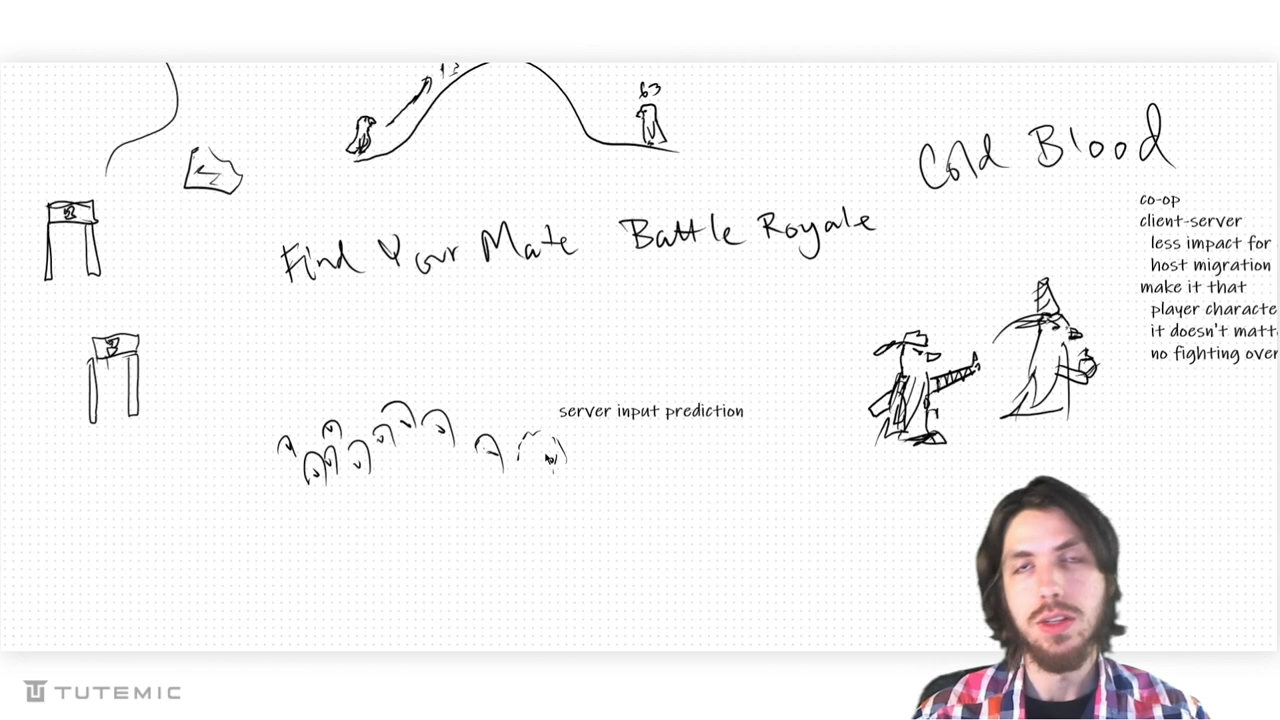 63
Cold Blood
co-op
client-server
less impact for
host migration
make it that
player characte
it doesn't matt
no fighting over
Find Your Mate Battle Royale
server input prediction
TUTEMIC